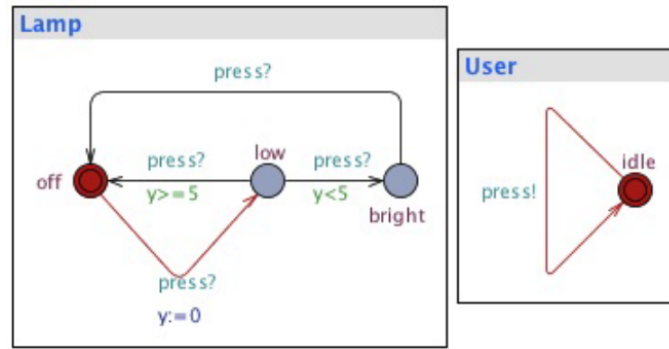 Lamp
press?
low
press?
press?
off
y>=5
y<5
bright
press?
y:=0
User
idle
press!